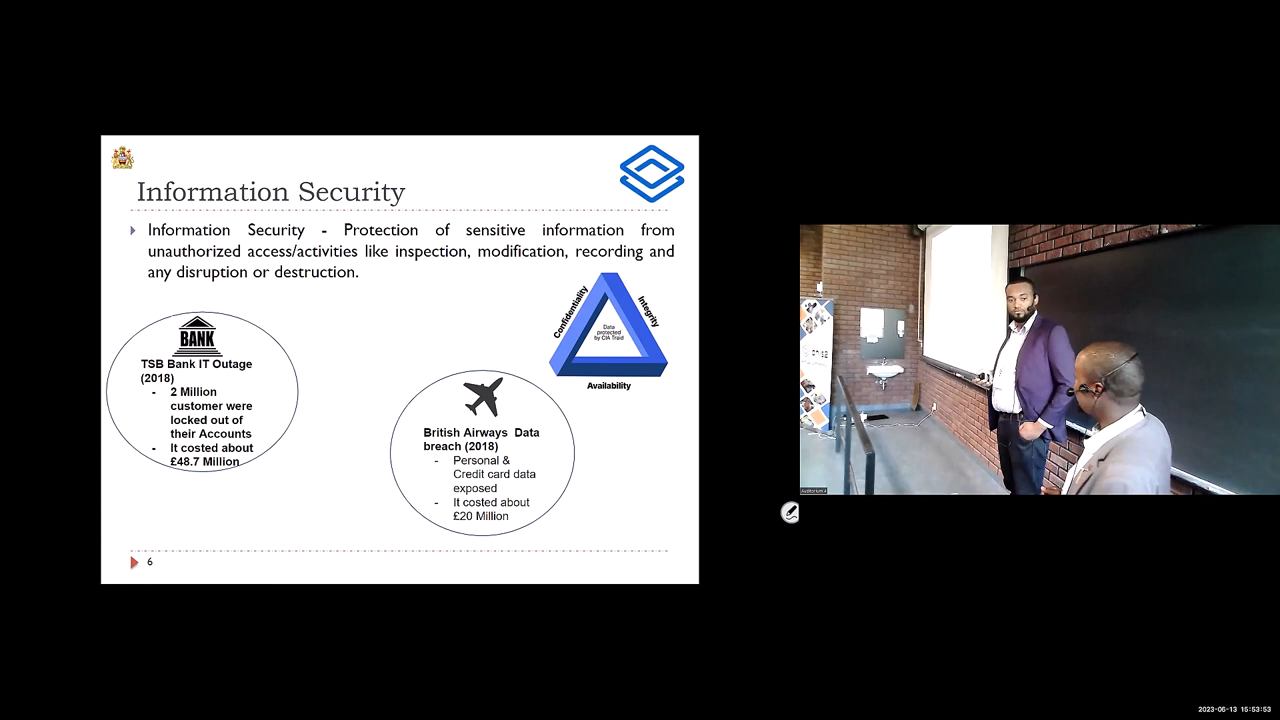 Information Security
Information Security - Protection of sensitive information from
unauthorized access/activities like inspection, modification, recording and
any disruption or destruction.
Confidentiality
Integrity
Data
protected
by CIA Traid
Availability
BANK
TSB Bank IT Outage
(2018)
- 2 Million
customer were
locked out of
their Accounts
- It costed about
£48.7 Million
British Airways Data
breach (2018)
- Personal &
Credit card data
exposed
- It costed about
£20 Million
6
Auditorium A
2023-06-13 15:53:53